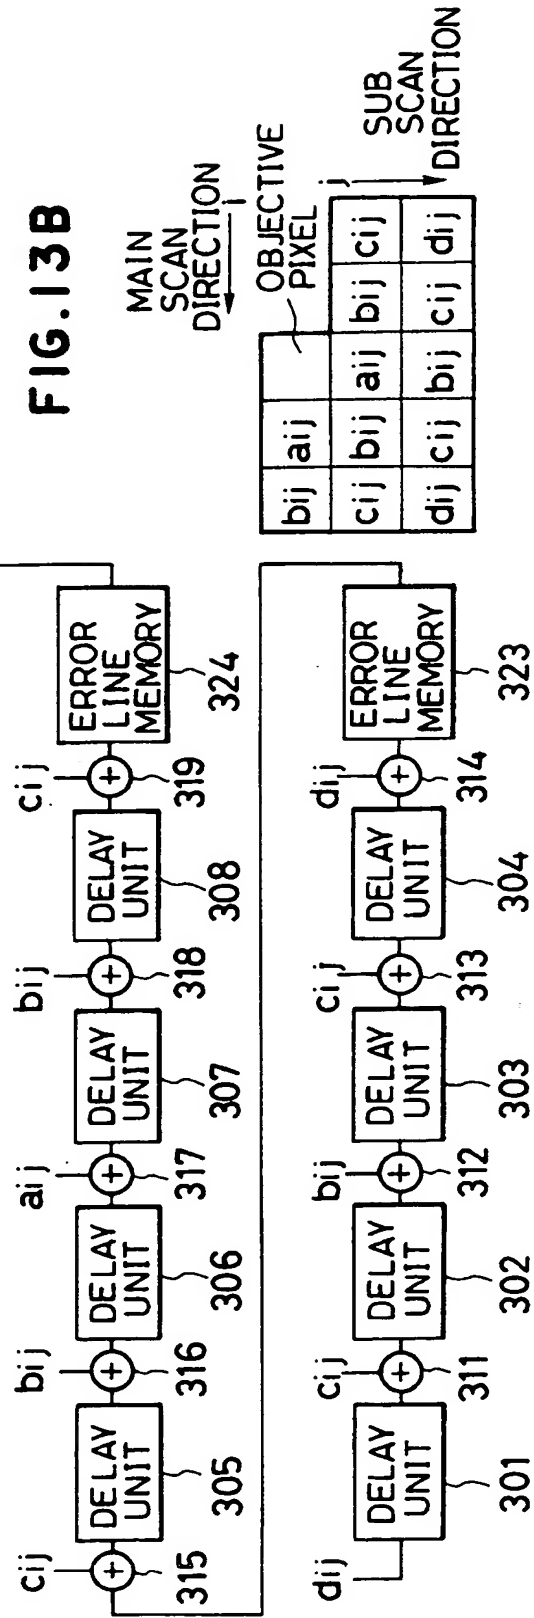 FIG.13B
MAIN
SCAN
DIRECTION
i
OBJECTIVE
PIXEL
j
SUB
SCAN
DIRECTION
bij aij
cij bij aij bij cij
dij cij bij cij dij
cij
315
DELAY
UNIT
305
bij
316
DELAY
UNIT
306
aij
317
DELAY
UNIT
307
bij
318
DELAY
UNIT
308
cij
319
ERROR
LINE
MEMORY
324
dij
DELAY
UNIT
301
cij
311
DELAY
UNIT
302
bij
312
DELAY
UNIT
303
cij
313
DELAY
UNIT
304
dij
314
ERROR
LINE
MEMORY
323